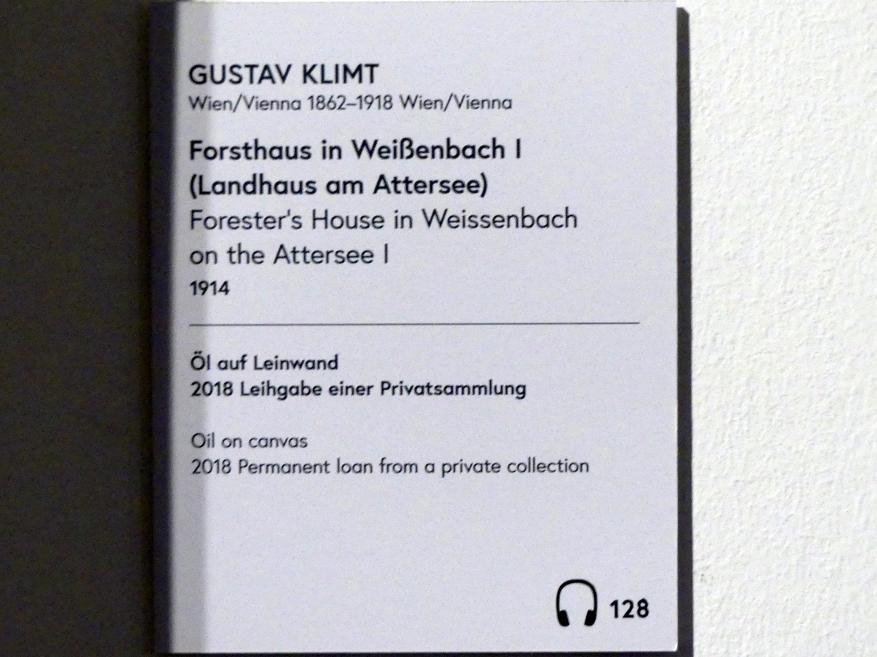 GUSTAV KLIMT
Wien/Vienna 1862–1918 Wien/Vienna
Forsthaus in Weißenbach I
(Landhaus am Attersee)
Forester's House in Weissenbach
on the Attersee I
1914
Öl auf Leinwand
2018 Leihgabe einer Privatsammlung
Oil on canvas
2018 Permanent loan from a private collection
128